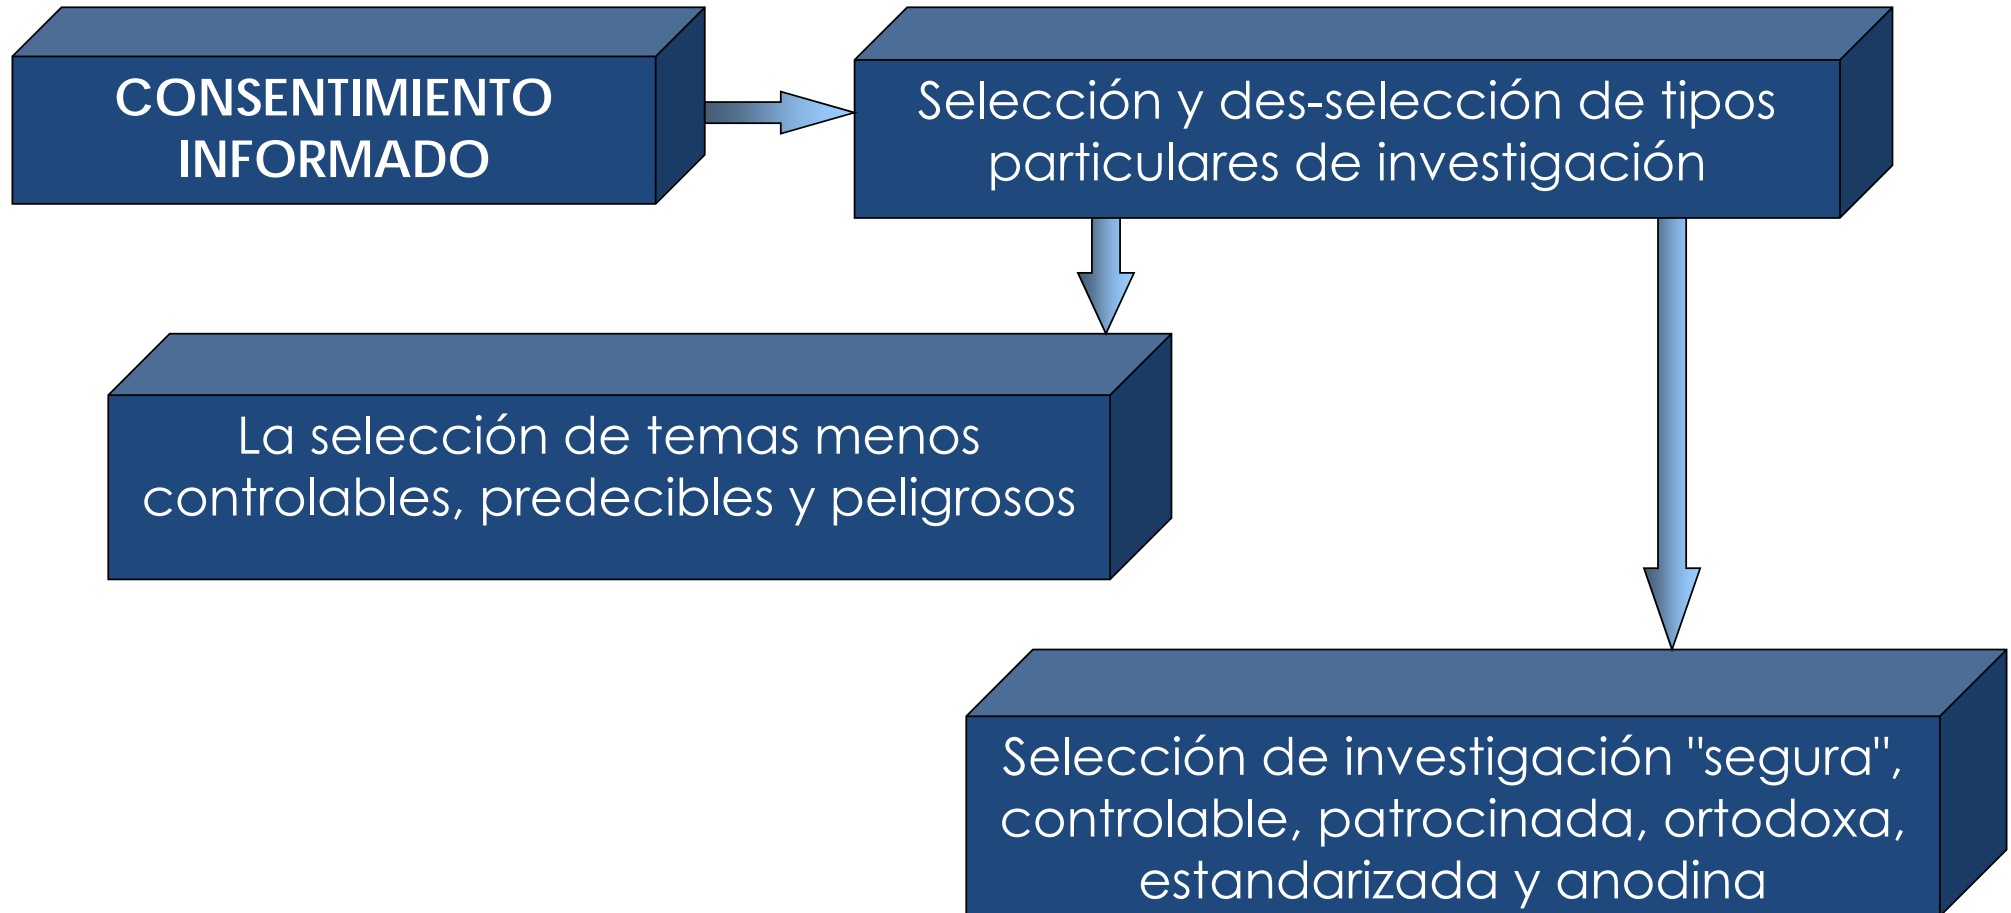 CONSENTIMIENTO
INFORMADO
Selección y des-selección de tipos
particulares de investigación
La selección de temas menos
controlables, predecibles y peligrosos
Selección de investigación "segura",
controlable, patrocinada, ortodoxa,
estandarizada y anodina